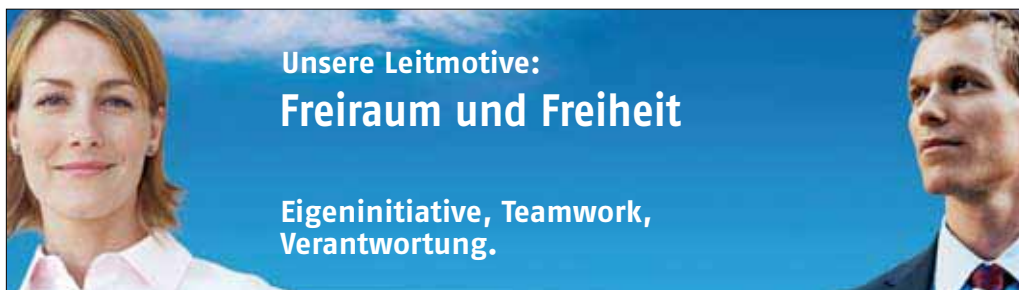 Unsere Leitmotive:
Freiraum und Freiheit
Eigeninitiative, Teamwork,
Verantwortung.